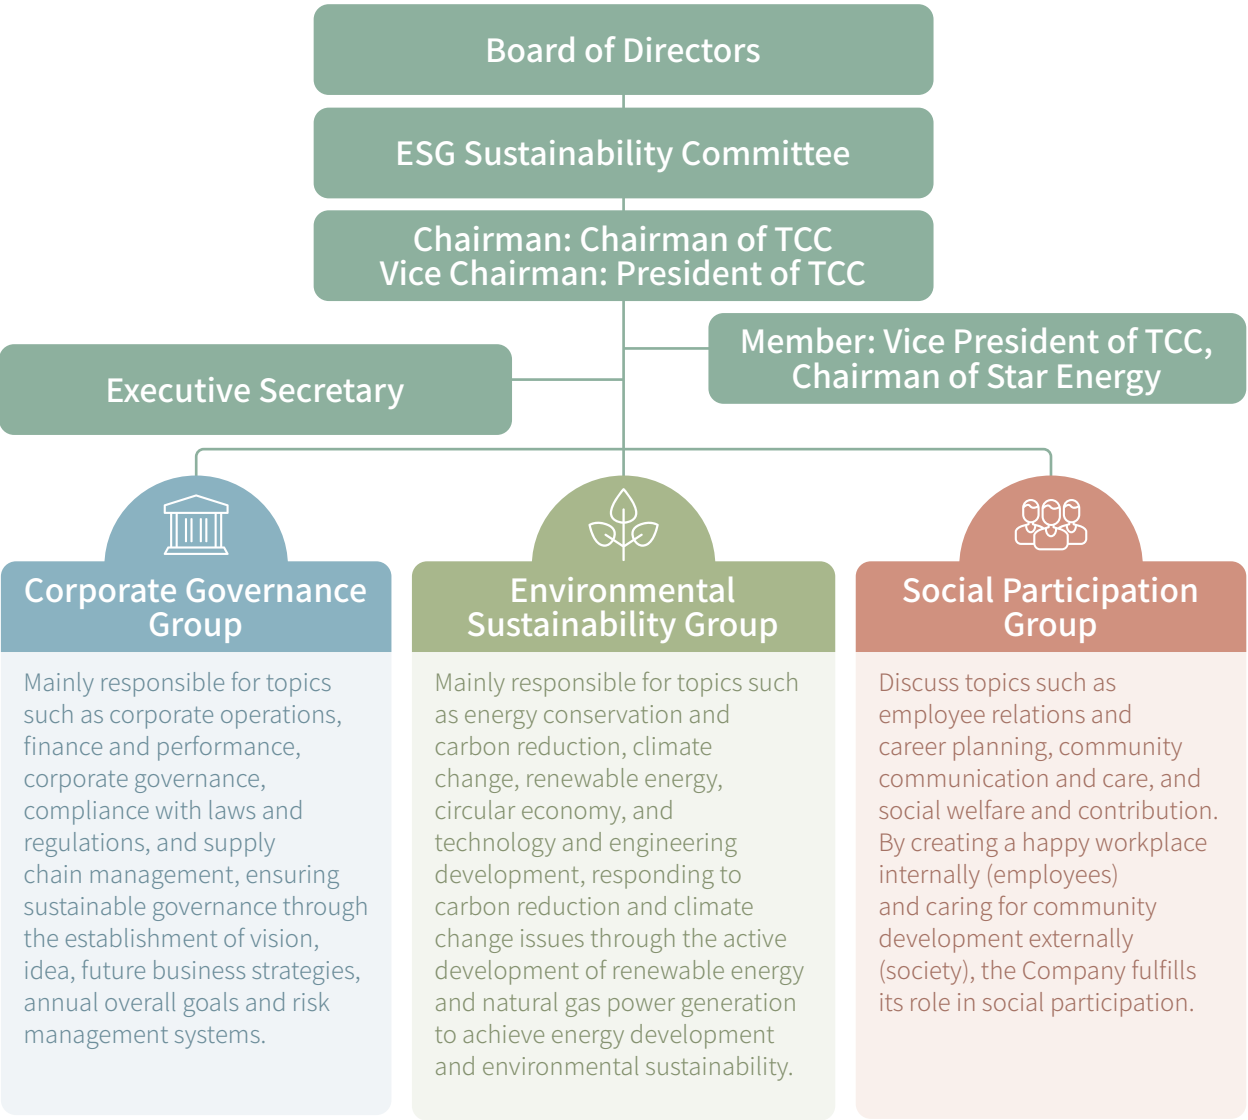 Board of Directors
ESG Sustainability Committee
Chairman: Chairman of TCC
Vice Chairman: President of TCC
Member: Vice President of TCC,
Chairman of Star Energy
Executive Secretary
Corporate Governance
Group
Mainly responsible for topics
such as corporate operations,
finance and performance,
corporate governance,
compliance with laws and
regulations, and supply
chain management, ensuring
sustainable governance through
the establishment of vision,
idea, future business strategies,
annual overall goals and risk
management systems.
Environmental
Sustainability Group
Mainly responsible for topics such
as energy conservation and
carbon reduction, climate
change, renewable energy,
circular economy, and
technology and engineering
development, responding to
carbon reduction and climate
change issues through the active
development of renewable energy
and natural gas power generation
to achieve energy development
and environmental sustainability.
Social Participation
Group
Discuss topics such as
employee relations and
career planning, community
communication and care, and
social welfare and contribution.
By creating a happy workplace
internally (employees)
and caring for community
development externally
(society), the Company fulfills
its role in social participation.